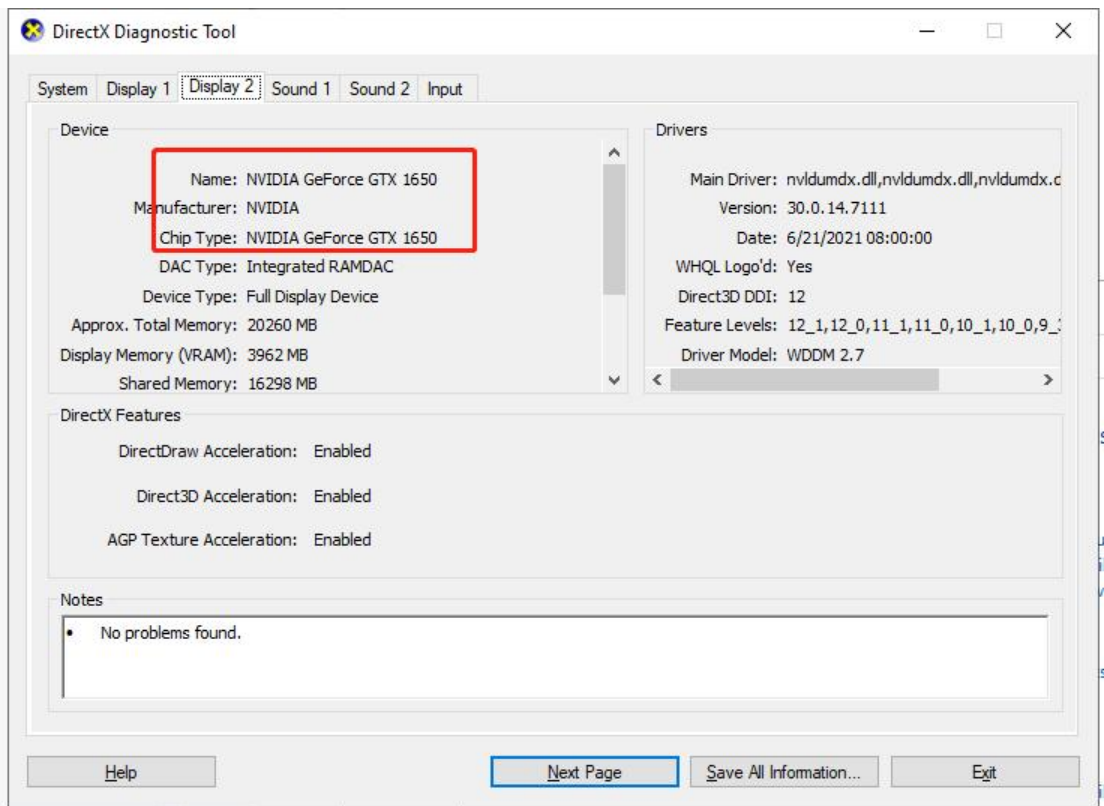 DirectX Diagnostic Tool
System Display 1 Display 2 Sound 1 Sound 2 Input
Device
Name: NVIDIA GeForce GTX 1650
Manufacturer: NVIDIA
Chip Type: NVIDIA GeForce GTX 1650
DAC Type: Integrated RAMDAC
Device Type: Full Display Device
Approx. Total Memory: 20260 MB
Display Memory (VRAM): 3962 MB
Shared Memory: 16298 MB
Drivers
Main Driver: nvldumdx.dll,nvldumdx.dll,nvldumdx.d
Version: 30.0.14.7111
Date: 6/21/2021 08:00:00
WHQL Logo'd: Yes
Direct3D DDI: 12
Feature Levels: 12_1,12_0,11_1,11_0,10_1,10_0,9_
Driver Model: WDDM 2.7
DirectX Features
DirectDraw Acceleration: Enabled
Direct3D Acceleration: Enabled
AGP Texture Acceleration: Enabled
Notes
• No problems found.
Help Next Page Save All Information... Exit